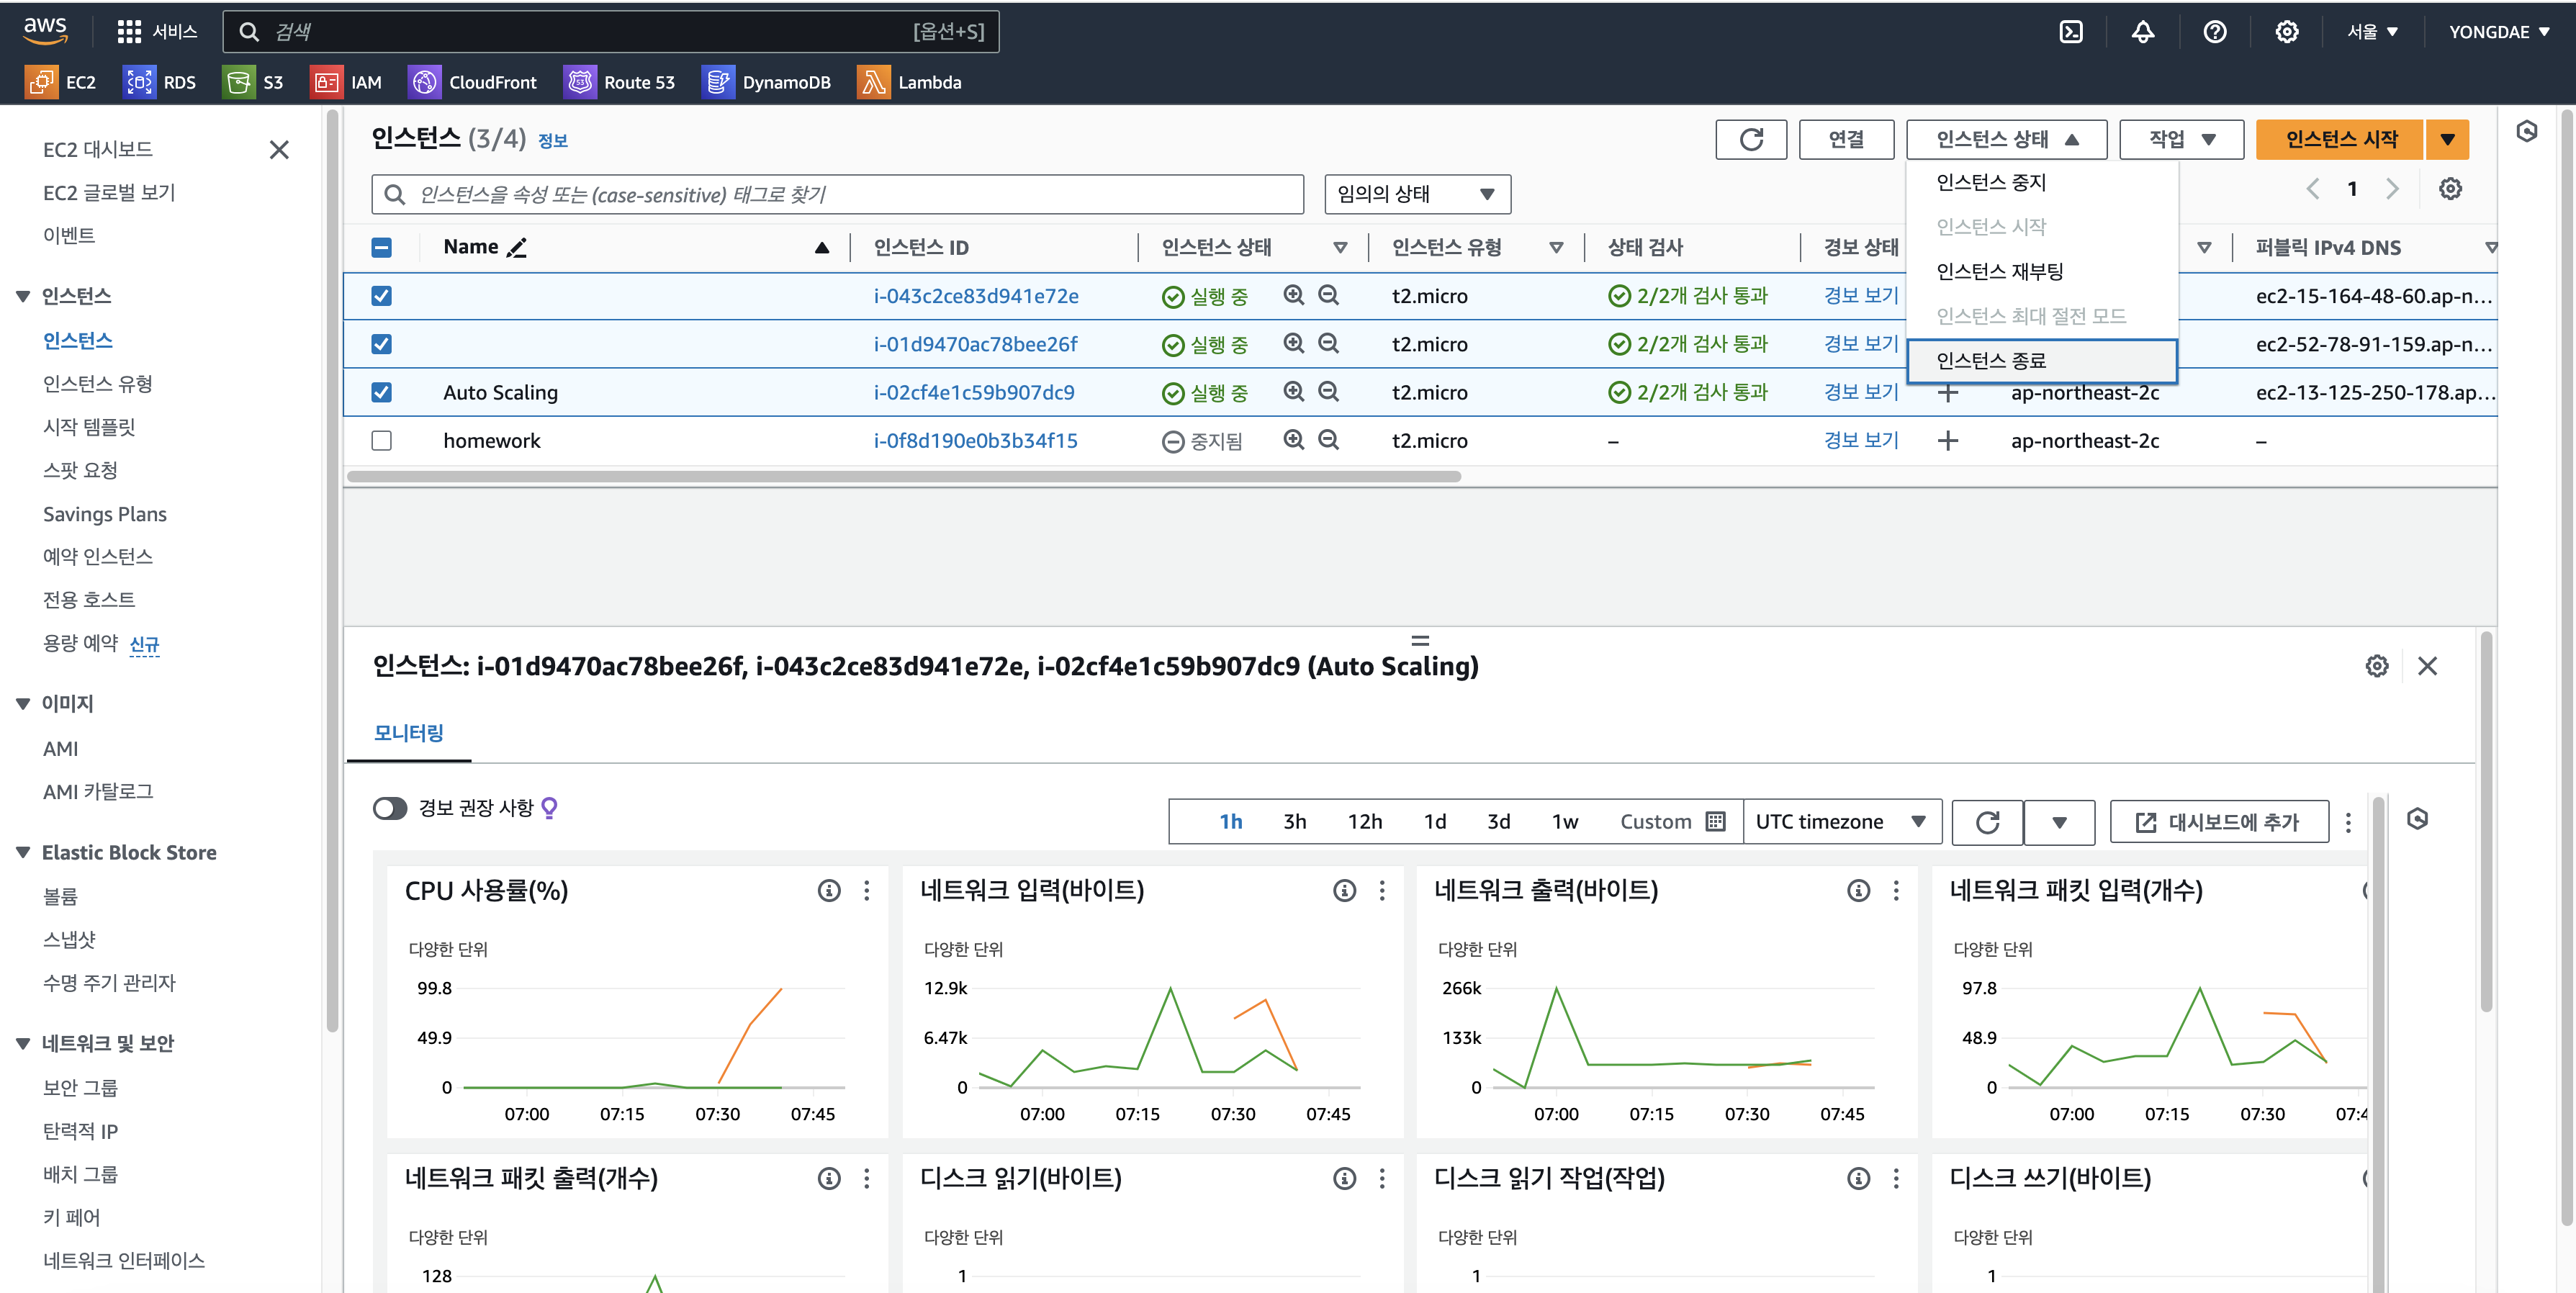 aws 서비스 검색 [옵션+S] 서울 YONGDAE
EC2 RDS S3 IAM CloudFront Route 53 DynamoDB Lambda
EC2 대시보드
EC2 글로벌 보기
이벤트
인스턴스
인스턴스
인스턴스 유형
시작 템플릿
스팟 요청
Savings Plans
예약 인스턴스
전용 호스트
용량 예약 신규
이미지
AMI
AMI 카탈로그
Elastic Block Store
볼륨
스냅샷
수명 주기 관리자
네트워크 및 보안
보안 그룹
탄력적 IP
배치 그룹
키 페어
네트워크 인터페이스
인스턴스 (3/4) 정보 연결 인스턴스 상태 작업 인스턴스 시작
인스턴스을 속성 또는 (case-sensitive) 태그로 찾기 임의의 상태 1
인스턴스 중지
인스턴스 시작
인스턴스 재부팅
인스턴스 최대 절전 모드
인스턴스 종료
Name 인스턴스 ID 인스턴스 상태 인스턴스 유형 상태 검사 경보 상태 퍼블릭 IPv4 DNS
i-043c2ce83d941e72e 실행 중 t2.micro 2/2개 검사 통과 경보 보기 ec2-15-164-48-60.ap-n...
i-01d9470ac78bee26f 실행 중 t2.micro 2/2개 검사 통과 경보 보기 ec2-52-78-91-159.ap-n...
Auto Scaling i-02cf4e1c59b907dc9 실행 중 t2.micro 2/2개 검사 통과 경보 보기 ap-northeast-2c ec2-13-125-250-178.ap...
homework i-0f8d190e0b3b34f15 중지됨 t2.micro – 경보 보기 ap-northeast-2c –
인스턴스: i-01d9470ac78bee26f, i-043c2ce83d941e72e, i-02cf4e1c59b907dc9 (Auto Scaling)
모니터링
경보 권장 사항 1h 3h 12h 1d 3d 1w Custom UTC timezone 대시보드에 추가
CPU 사용률(%)
다양한 단위
99.8
49.9
0
07:00 07:15 07:30 07:45
네트워크 입력(바이트)
다양한 단위
12.9k
6.47k
0
07:00 07:15 07:30 07:45
네트워크 출력(바이트)
다양한 단위
266k
133k
0
07:00 07:15 07:30 07:45
네트워크 패킷 입력(개수)
다양한 단위
97.8
48.9
0
07:00 07:15 07:30 07:4
네트워크 패킷 출력(개수)
다양한 단위
128
디스크 읽기(바이트)
다양한 단위
1
디스크 읽기 작업(작업)
다양한 단위
1
디스크 쓰기(바이트)
다양한 단위
1